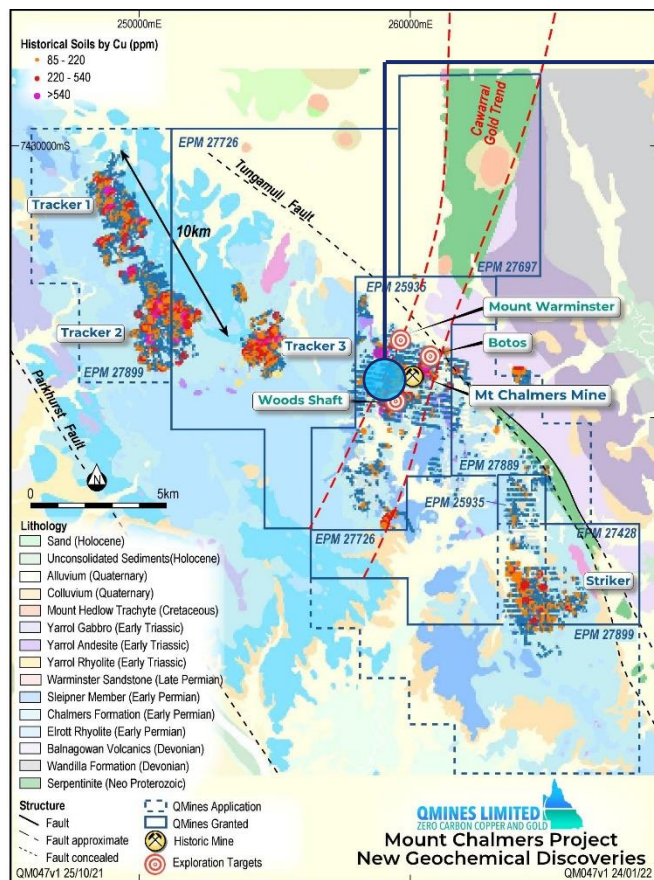 250000mE
260000mE
Historical Soils by Cu (ppm)
85 - 220
220 - 540
>540
7430000mS
EPM 27726
Tungamuli Fault
Cawarral
Gold Trend
Tracker 1
10km
EPM 25935
EPM 27697
Mount Warminster
Tracker 2
Tracker 3
Botos
EPM 27899
Parkhurst Fault
Woods Shaft
Mt Chalmers Mine
N
0
5km
EPM 27889
EPM 25935
EPM 27428
EPM 27726
Striker
EPM 27899
Lithology
Sand (Holocene)
Unconsolidated Sediments(Holocene)
Alluvium (Quaternary)
Colluvium (Quaternary)
Mount Hedlow Trachyte (Cretaceous)
Yarrol Gabbro (Early Triassic)
Yarrol Andesite (Early Triassic)
Yarrol Rhyolite (Early Triassic)
Warminster Sandstone (Late Permian)
Sleipner Member (Early Permian)
Chalmers Formation (Early Permian)
Elrott Rhyolite (Early Permian)
Balnagowan Volcanics (Devonian)
Wandilla Formation (Devonian)
Serpentinite (Neo Proterozoic)
Structure
Fault
Fault approximate
Fault concealed
QMines Application
QMines Granted
Historic Mine
Exploration Targets
QMINES LIMITED
ZERO CARBON COPPER AND GOLD
Mount Chalmers Project
New Geochemical Discoveries
QM047v1 25/10/21
QM047v1 24/01/22